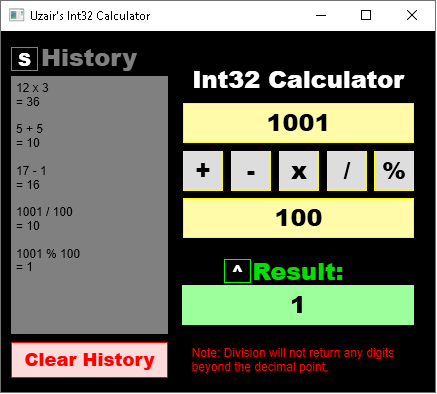 Uzair's Int32 Calculator
S History
12 x 3
= 36
5 + 5
= 10
17 - 1
= 16
1001 / 100
= 10
1001 % 100
= 1
Clear History
Int32 Calculator
1001
+ - x / %
100
^ Result:
1
Note: Division will not return any digits
beyond the decimal point.